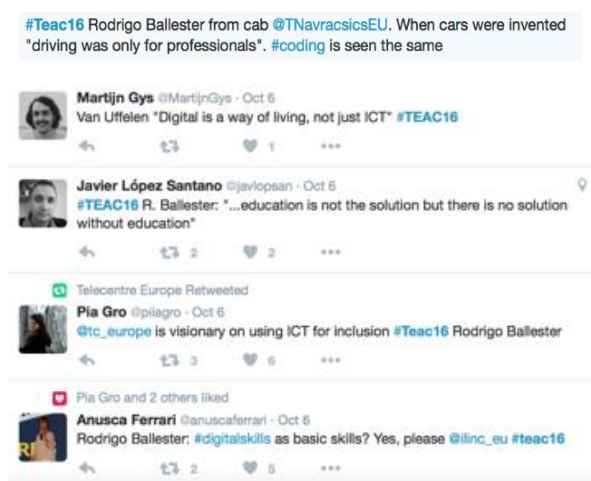 #Teac16 Rodrigo Ballester from cab @TNavracsicsEU. When cars were invented
"driving was only for professionals". #coding is seen the same
Martijn Gys @MartijnGys · Oct 6
Van Uffelen "Digital is a way of living, not just ICT" #TEAC16
1
Javier López Santano @javlopsan · Oct 6
#TEAC16 R. Ballester: "...education is not the solution but there is no solution
without education"
2 2
Telecentre Europe Retweeted
Pia Gro @piiagro · Oct 6
@tc_europe is visionary on using ICT for inclusion #Teac16 Rodrigo Ballester
3 6
Pia Gro and 2 others liked
Anusca Ferrari @anuscaferrari · Oct 6
Rodrigo Ballester: #digitalskills as basic skills? Yes, please @ilinc_eu #teac16
2 5